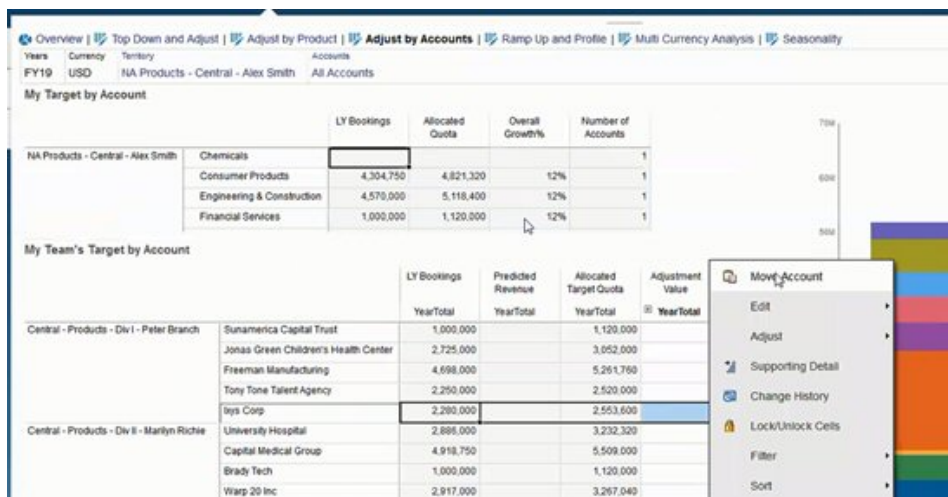 Overview | Top Down and Adjust | Adjust by Product | Adjust by Accounts | Ramp Up and Profile | Multi Currency Analysis | Seasonality
Years Currency Territory Accounts
FY19 USD NA Products - Central - Alex Smith All Accounts
My Target by Account
LY Bookings Allocated Quota Overall Growth% Number of Accounts
NA Products - Central - Alex Smith Chemicals 1
Consumer Products 4,304,750 4,821,320 12% 1
Engineering & Construction 4,570,000 5,118,400 12% 1
Financial Services 1,000,000 1,120,000 12% 1
70M
60M
50M
My Team's Target by Account
LY Bookings Predicted Revenue Allocated Target Quota Adjustment Value
YearTotal YearTotal YearTotal YearTotal
Central - Products - Div I - Peter Branch Sunamerica Capital Trust 1,000,000 1,120,000
Jonas Green Children's Health Center 2,725,000 3,052,000
Freeman Manufacturing 4,698,000 5,261,760
Tony Tone Talent Agency 2,250,000 2,520,000
Ixys Corp 2,280,000 2,553,600
Central - Products - Div II - Marilyn Richie University Hospital 2,886,000 3,232,320
Capital Medical Group 4,918,750 5,509,000
Brady Tech 1,000,000 1,120,000
Warp 20 Inc 2,917,000 3,267,040
Move Account
Edit
Adjust
Supporting Detail
Change History
Lock/Unlock Cells
Filter
Sort